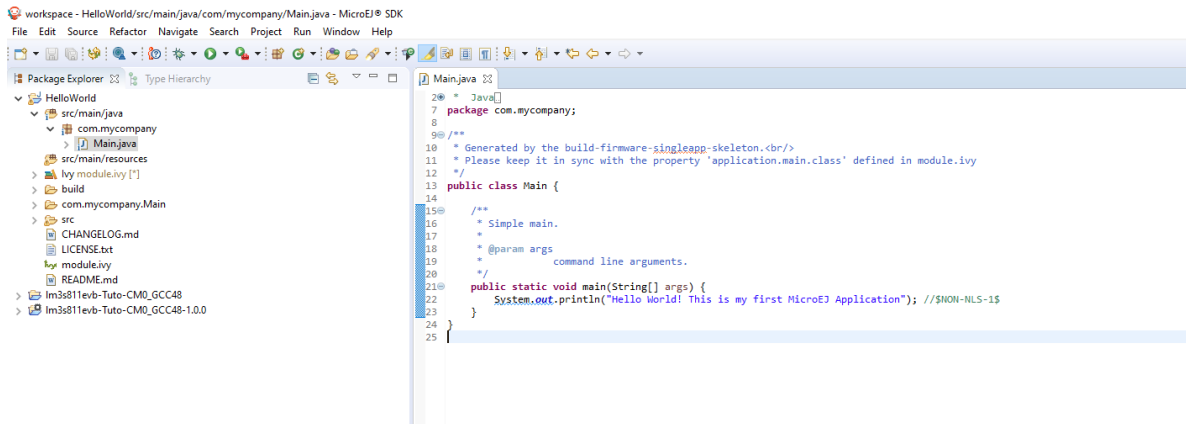 workspace - HelloWorld/src/main/java/com/mycompany/Main.java - MicroEJ® SDK
File Edit Source Refactor Navigate Search Project Run Window Help
Package Explorer Type Hierarchy
HelloWorld
src/main/java
com.mycompany
Main.java
src/main/resources
Ivy module.ivy [*]
build
com.mycompany.Main
src
CHANGELOG.md
LICENSE.txt
module.ivy
README.md
lm3s811evb-Tuto-CM0_GCC48
lm3s811evb-Tuto-CM0_GCC48-1.0.0
Main.java
2 * Java
7 package com.mycompany;
8
9 /**
10 * Generated by the build-firmware-singleapp-skeleton.<br/>
11 * Please keep it in sync with the property 'application.main.class' defined in module.ivy
12 */
13 public class Main {
14
15 /**
16 * Simple main.
17 *
18 * @param args
19 * command line arguments.
20 */
21 public static void main(String[] args) {
22 System.out.println("Hello World! This is my first MicroEJ Application"); //$NON-NLS-1$
23 }
24 }
25